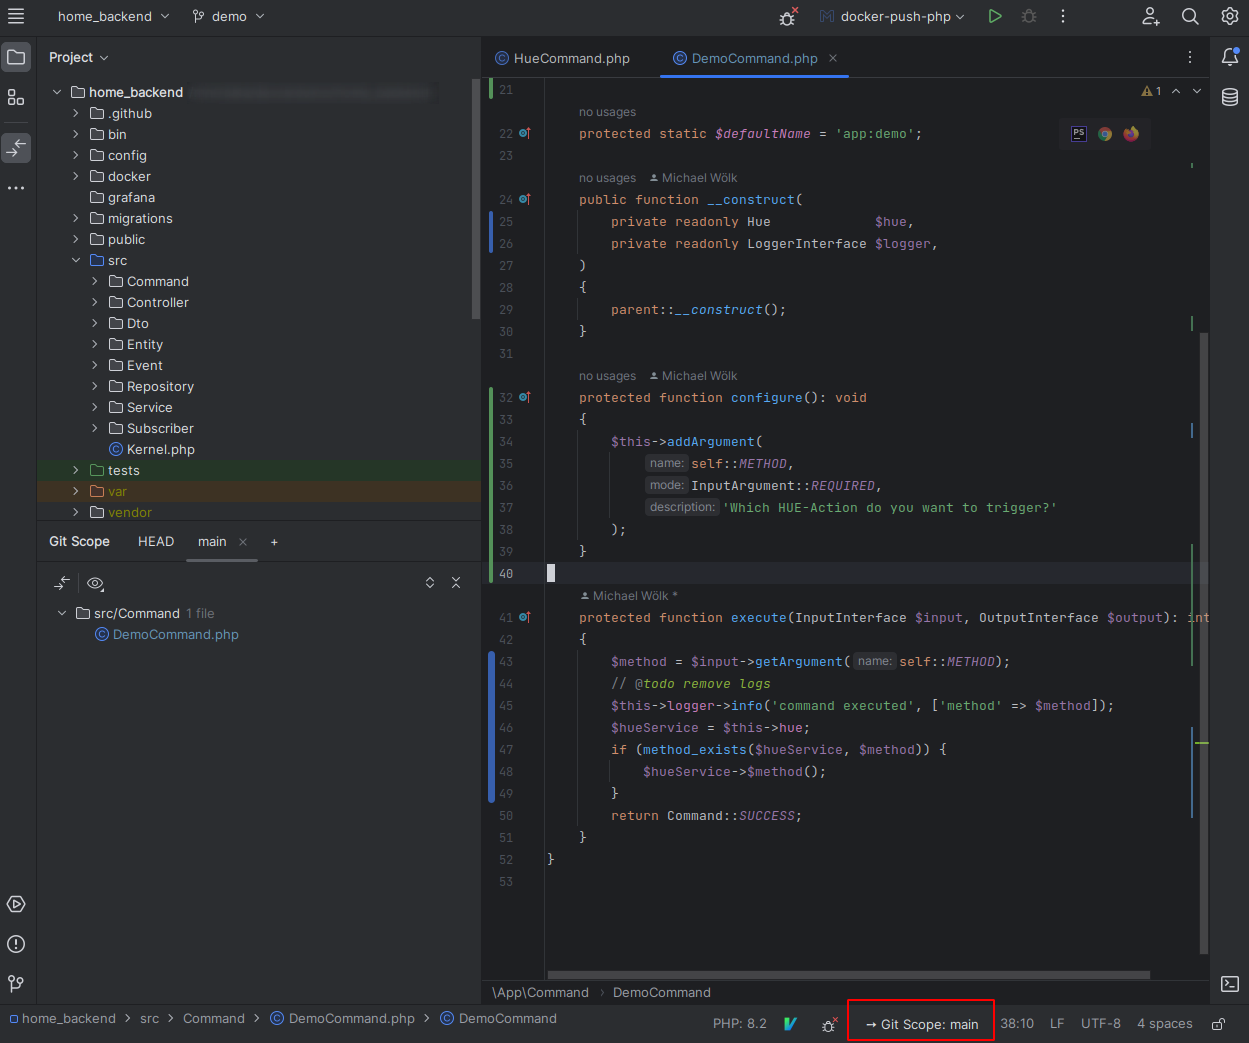 home_backend
demo
docker-push-php
Project
home_backend
.github
bin
config
docker
grafana
migrations
public
src
Command
Controller
Dto
Entity
Event
Repository
Service
Subscriber
Kernel.php
tests
var
vendor
Git Scope HEAD main +
src/Command 1 file
DemoCommand.php
HueCommand.php DemoCommand.php
1
21
no usages
22 protected static $defaultName = 'app:demo';
PS
23
no usages Michael Wölk
24 public function __construct(
25 private readonly Hue $hue,
26 private readonly LoggerInterface $logger,
27 )
28 {
29 parent::__construct();
30 }
31
no usages Michael Wölk
32 protected function configure(): void
33 {
34 $this->addArgument(
35 name: self::METHOD,
36 mode: InputArgument::REQUIRED,
37 description: 'Which HUE-Action do you want to trigger?'
38 );
39 }
40
Michael Wölk *
41 protected function execute(InputInterface $input, OutputInterface $output): int
42 {
43 $method = $input->getArgument( name: self::METHOD);
44 // @todo remove logs
45 $this->logger->info('command executed', ['method' => $method]);
46 $hueService = $this->hue;
47 if (method_exists($hueService, $method)) {
48 $hueService->$method();
49 }
50 return Command::SUCCESS;
51 }
52 }
53
\App\Command › DemoCommand
home_backend > src > Command > DemoCommand.php > DemoCommand
PHP: 8.2
→ Git Scope: main
38:10 LF UTF-8 4 spaces